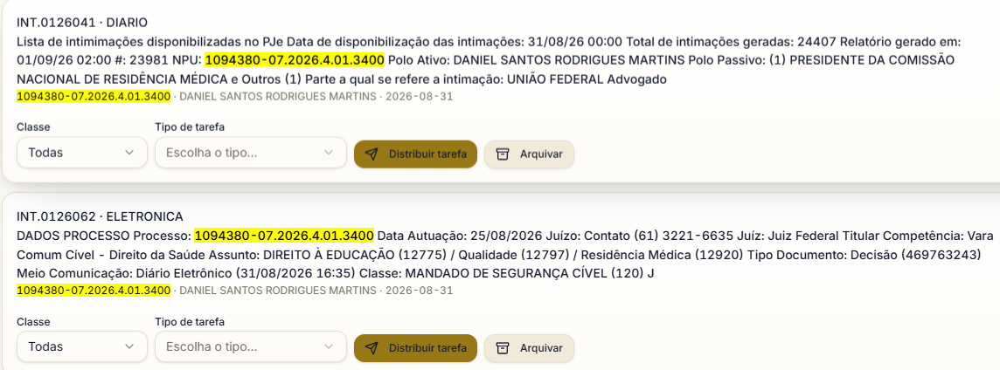 INT.0126041 · DIARIO
Lista de intimimações disponibilizadas no PJe Data de disponibilização das intimações: 31/08/26 00:00 Total de intimações geradas: 24407 Relatório gerado em:
01/09/26 02:00 #: 23981 NPU: 1094380-07.2026.4.01.3400 Polo Ativo: DANIEL SANTOS RODRIGUES MARTINS Polo Passivo: (1) PRESIDENTE DA COMISSÃO
NACIONAL DE RESIDÊNCIA MÉDICA e Outros (1) Parte a qual se refere a intimação: UNIÃO FEDERAL Advogado
1094380-07.2026.4.01.3400 · DANIEL SANTOS RODRIGUES MARTINS · 2026-08-31
Classe Tipo de tarefa
Todas Escolha o tipo... Distribuir tarefa Arquivar
INT.0126062 · ELETRONICA
DADOS PROCESSO Processo: 1094380-07.2026.4.01.3400 Data Autuação: 25/08/2026 Juízo: Contato (61) 3221-6635 Juíz: Juiz Federal Titular Competência: Vara
Comum Cível - Direito da Saúde Assunto: DIREITO À EDUCAÇÃO (12775) / Qualidade (12797) / Residência Médica (12920) Tipo Documento: Decisão (469763243)
Meio Comunicação: Diário Eletrônico (31/08/2026 16:35) Classe: MANDADO DE SEGURANÇA CÍVEL (120) J
1094380-07.2026.4.01.3400 · DANIEL SANTOS RODRIGUES MARTINS · 2026-08-31
Classe Tipo de tarefa
Todas Escolha o tipo... Distribuir tarefa Arquivar